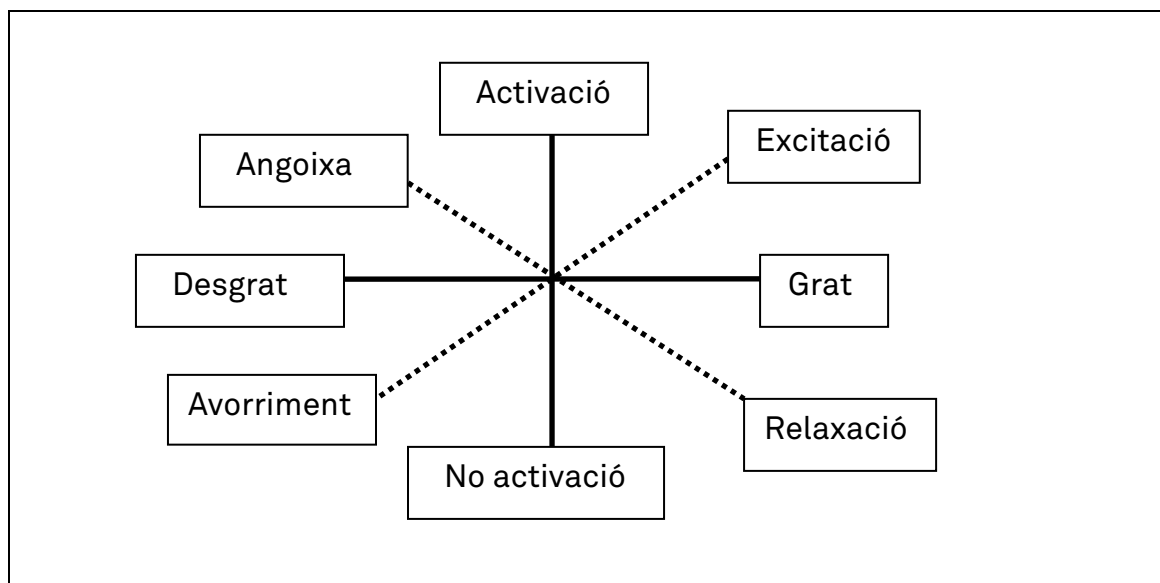 Activació
Excitació
Angoixa
Desgrat
Grat
Avorriment
Relaxació
No activació